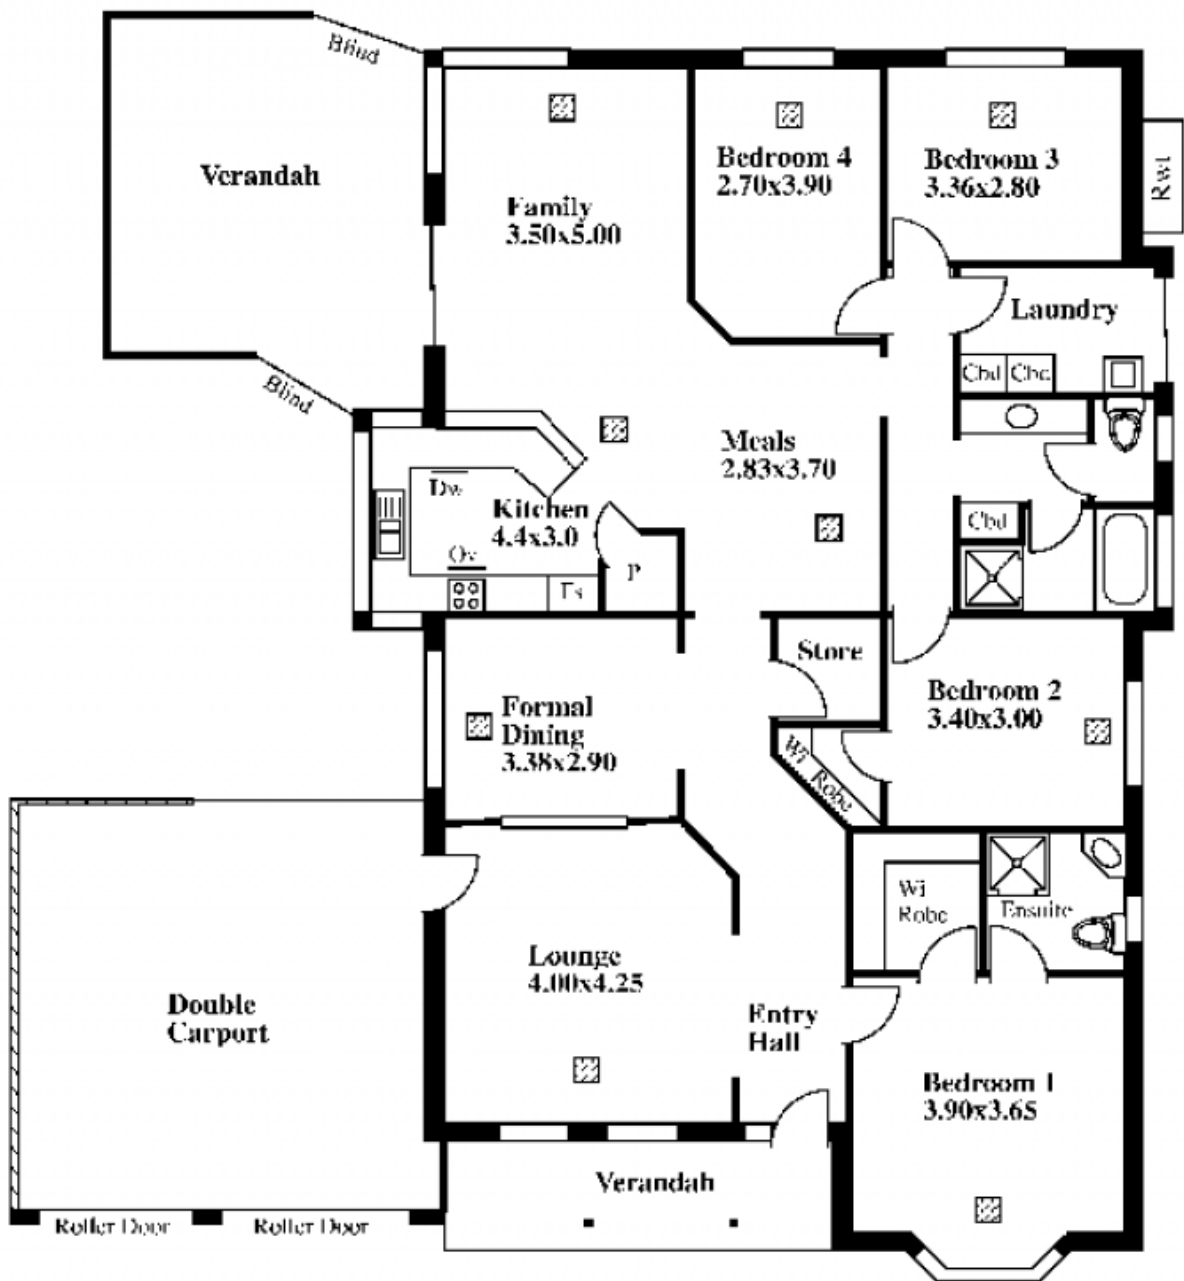 Blind
Verandah
Family
3.50x5.00
Bedroom 4
2.70x3.90
Bedroom 3
3.36x2.80
Rwt
Laundry
Cbd
Cbd
Blind
Meals
2.83x3.70
Dw
Kitchen
4.4x3.0
Ov
P
Fs
Cbd
Store
Bedroom 2
3.40x3.00
Formal
Dining
3.38x2.90
Wi
Robe
Wi
Robe
Ensuite
Lounge
4.00x4.25
Double
Carport
Entry
Hall
Bedroom 1
3.90x3.65
Verandah
Roller Door
Roller Door